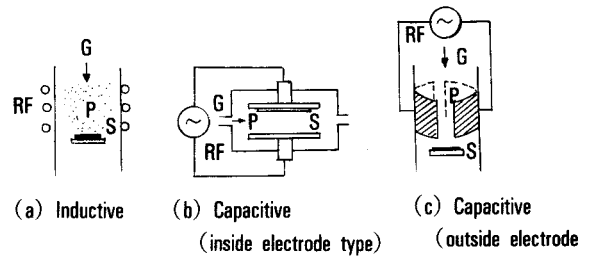 G
RF
P
S
(a) Inductive
G
P
S
RF
(b) Capacitive
(inside electrode type)
RF
G
P
S
(c) Capacitive
(outside electrode